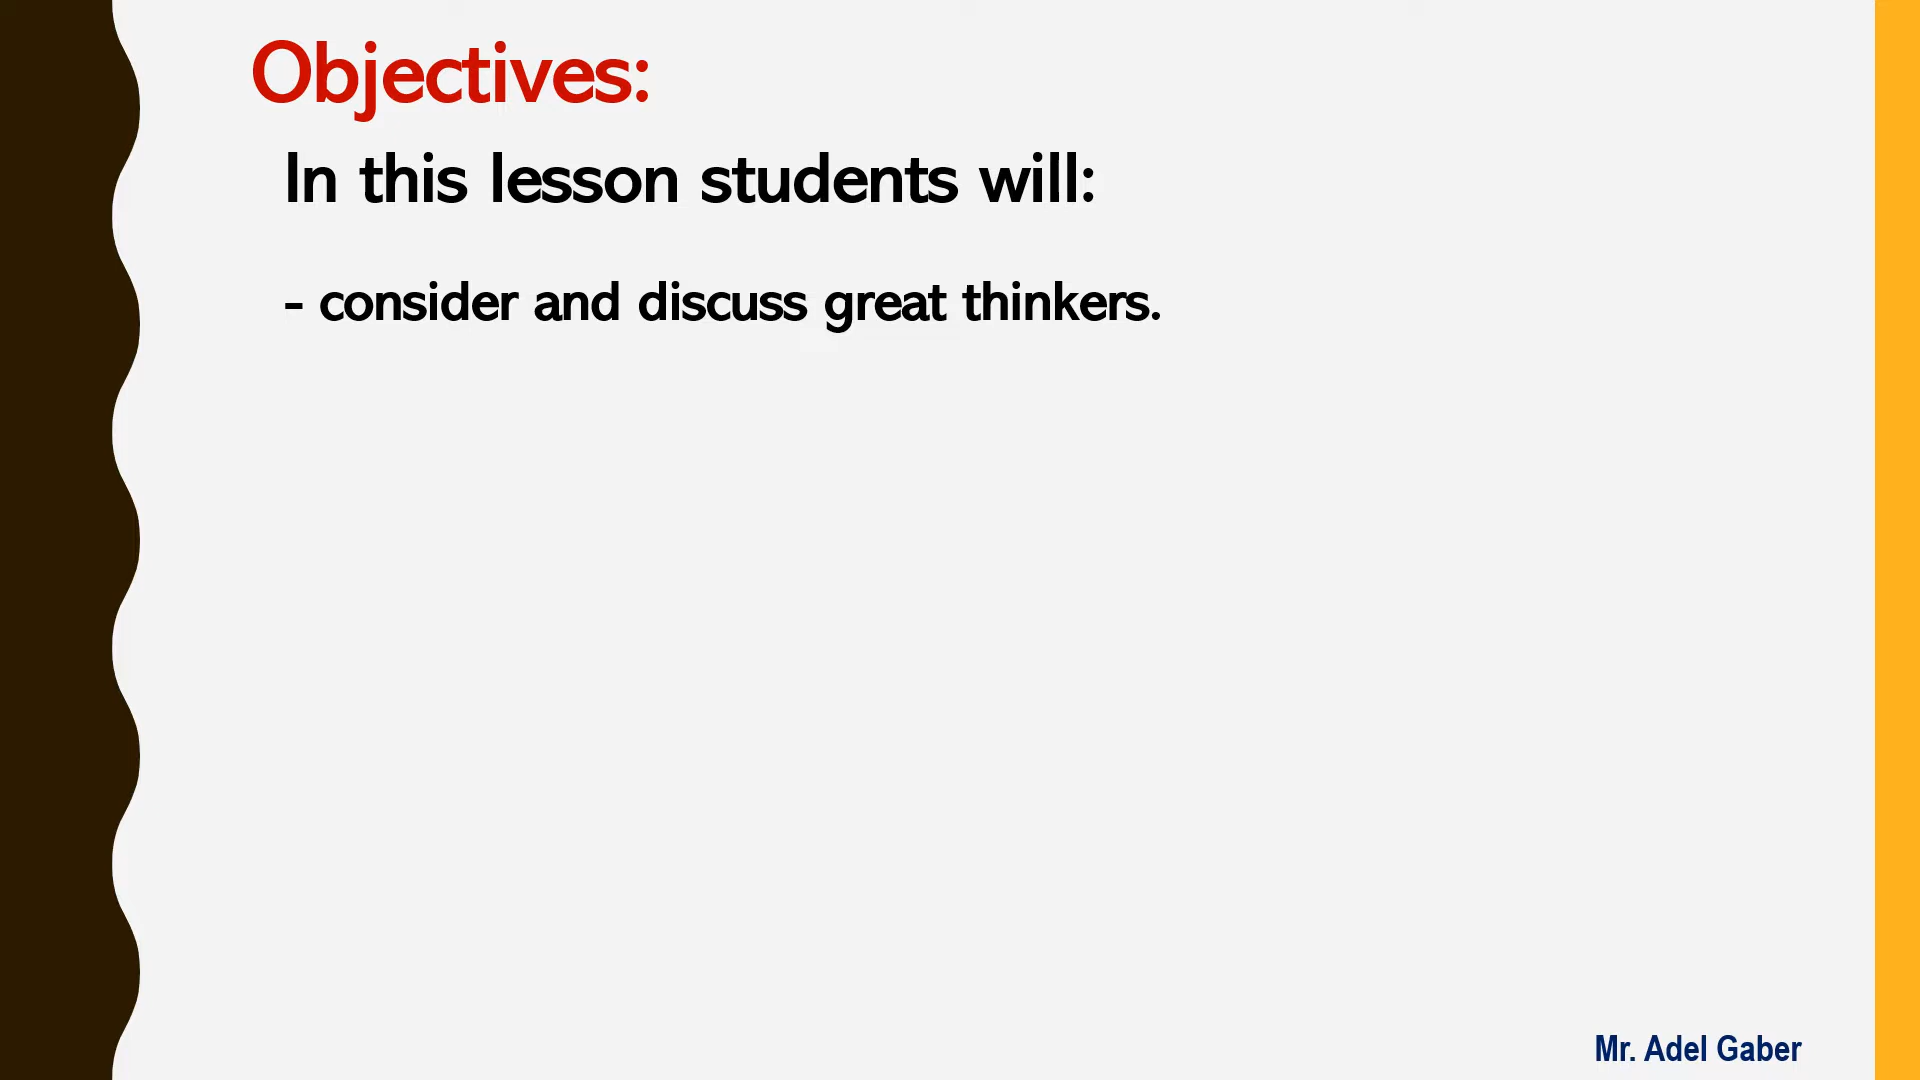 Objectives:
In this lesson students will:
- consider and discuss great thinkers.
Mr. Adel Gaber